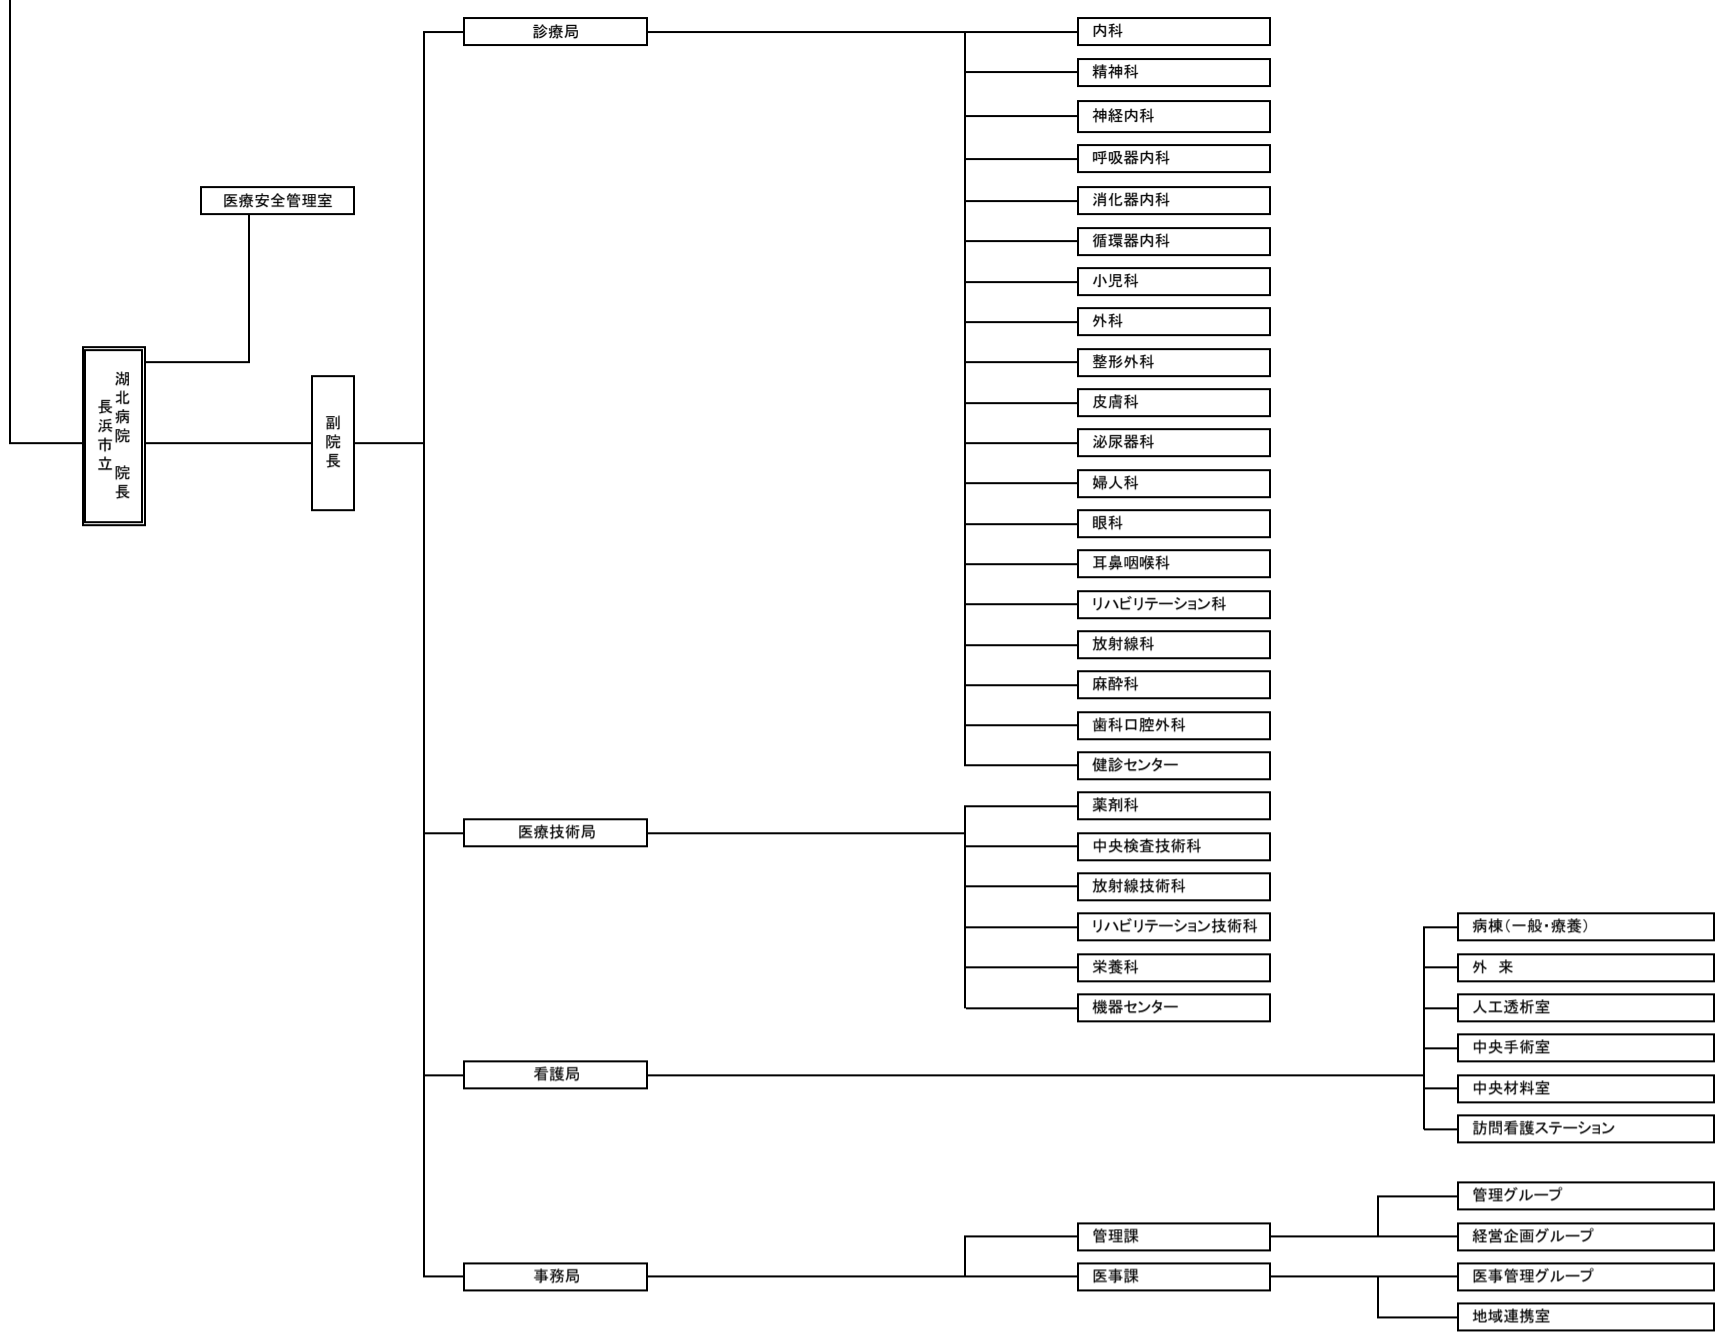 診療局
内科
精神科
神経内科
呼吸器内科
医療安全管理室
消化器内科
循環器内科
小児科
外科
整形外科
長浜市立
湖北病院 院長
副院長
皮膚科
泌尿器科
婦人科
眼科
耳鼻咽喉科
リハビリテーション科
放射線科
麻酔科
歯科口腔外科
健診センター
医療技術局
薬剤科
中央検査技術科
放射線技術科
リハビリテーション技術科
栄養科
機器センター
看護局
病棟(一般・療養)
外 来
人工透析室
中央手術室
中央材料室
訪問看護ステーション
事務局
管理課
管理グループ
経営企画グループ
医事課
医事管理グループ
地域連携室